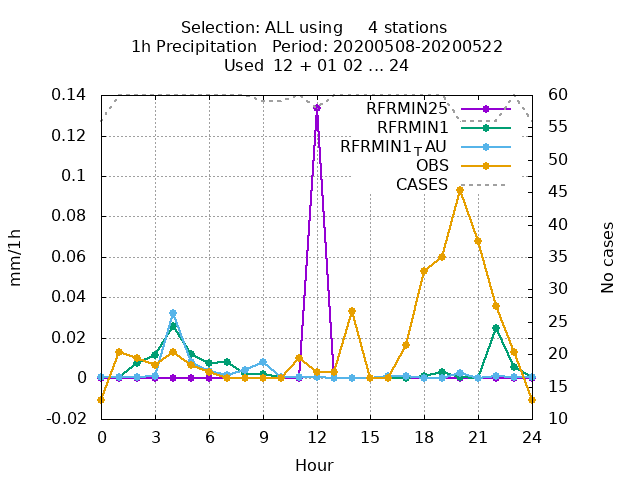 Selection: ALL using     4 stations
1h Precipitation   Period: 20200508-20200522
Used  12 + 01 02 ... 24
0.14
0.12
0.1
0.08
0.06
0.04
0.02
0
-0.02
mm/1h
RFRMIN25
RFRMIN1
RFRMIN1_TAU
OBS
CASES
60
55
50
45
40
35
30
25
20
15
10
No cases
0 3 6 9 12 15 18 21 24
Hour